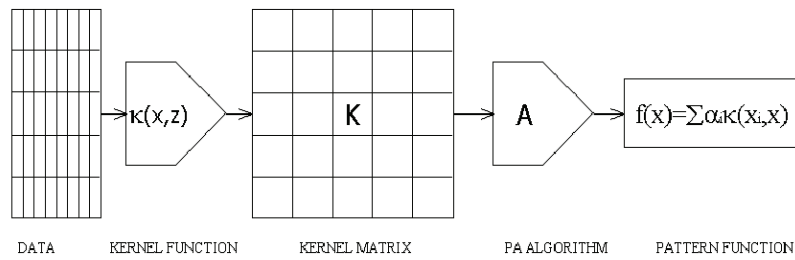 κ(x,z)
K
A
f(x)=∑αᵢκ(xᵢ,x)
DATA
KERNEL FUNCTION
KERNEL MATRIX
PA ALGORITHM
PATTERN FUNCTION